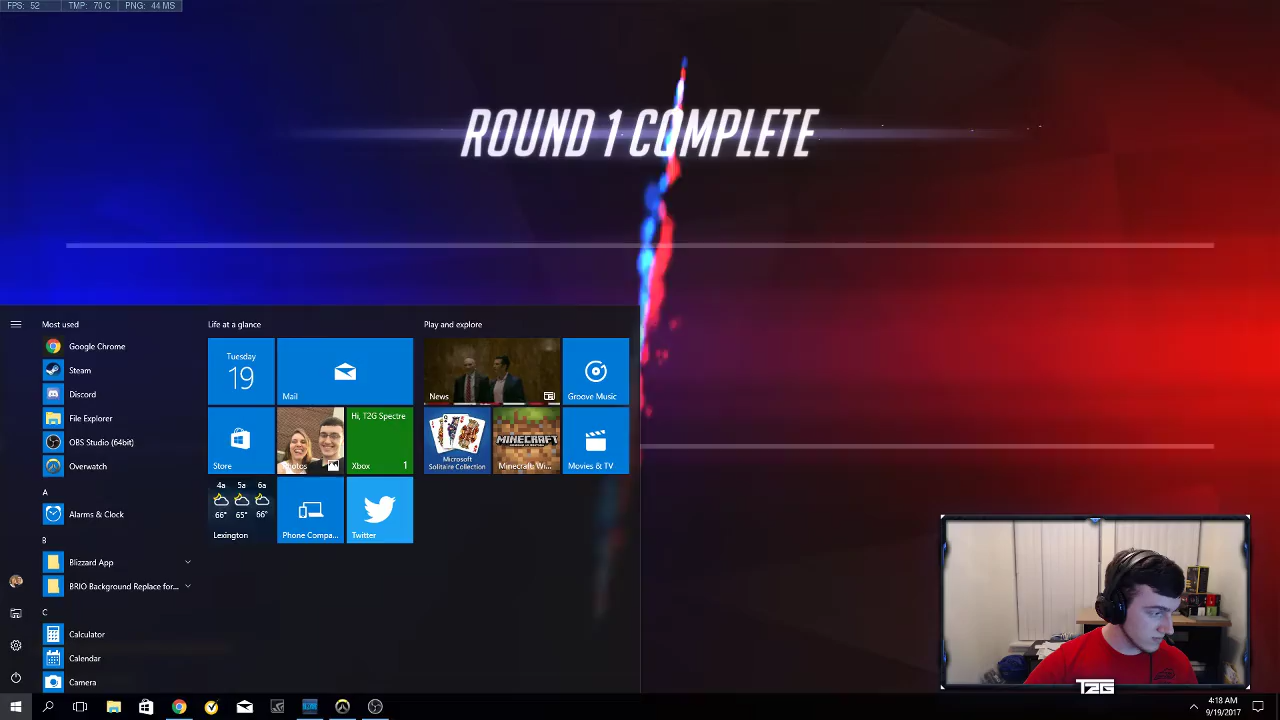 FPS: 52 TMP: 70 C PNG: 44 MS
ROUND 1 COMPLETE
Most used
Google Chrome
Steam
Discord
File Explorer
OBS Studio (64bit)
Overwatch
A
Alarms & Clock
B
Blizzard App
BRIO Background Replace for...
C
Calculator
Calendar
Camera
Life at a glance
Tuesday
19
Mail
Store
Photos
Hi, T2G Spectre
Xbox 1
4a 5a 6a
66° 65° 66°
Lexington
Phone Compa...
Twitter
Play and explore
News
Groove Music
Microsoft
Solitaire Collection
MINECRAFT
Minecraft: Wi...
Movies & TV
T2G
4:18 AM
9/19/2017